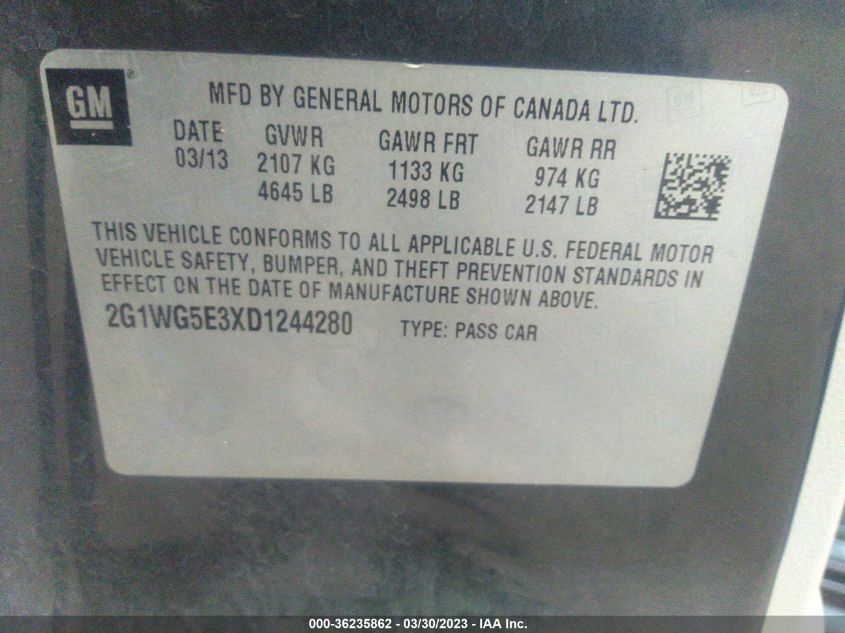 GM
MFD BY GENERAL MOTORS OF CANADA LTD.
DATE GVWR GAWR FRT GAWR RR
03/13 2107 KG 1133 KG 974 KG
4645 LB 2498 LB 2147 LB
THIS VEHICLE CONFORMS TO ALL APPLICABLE U.S. FEDERAL MOTOR
VEHICLE SAFETY, BUMPER, AND THEFT PREVENTION STANDARDS IN
EFFECT ON THE DATE OF MANUFACTURE SHOWN ABOVE.
2G1WG5E3XD1244280 TYPE: PASS CAR
000-36235862 - 03/30/2023 - IAA Inc.